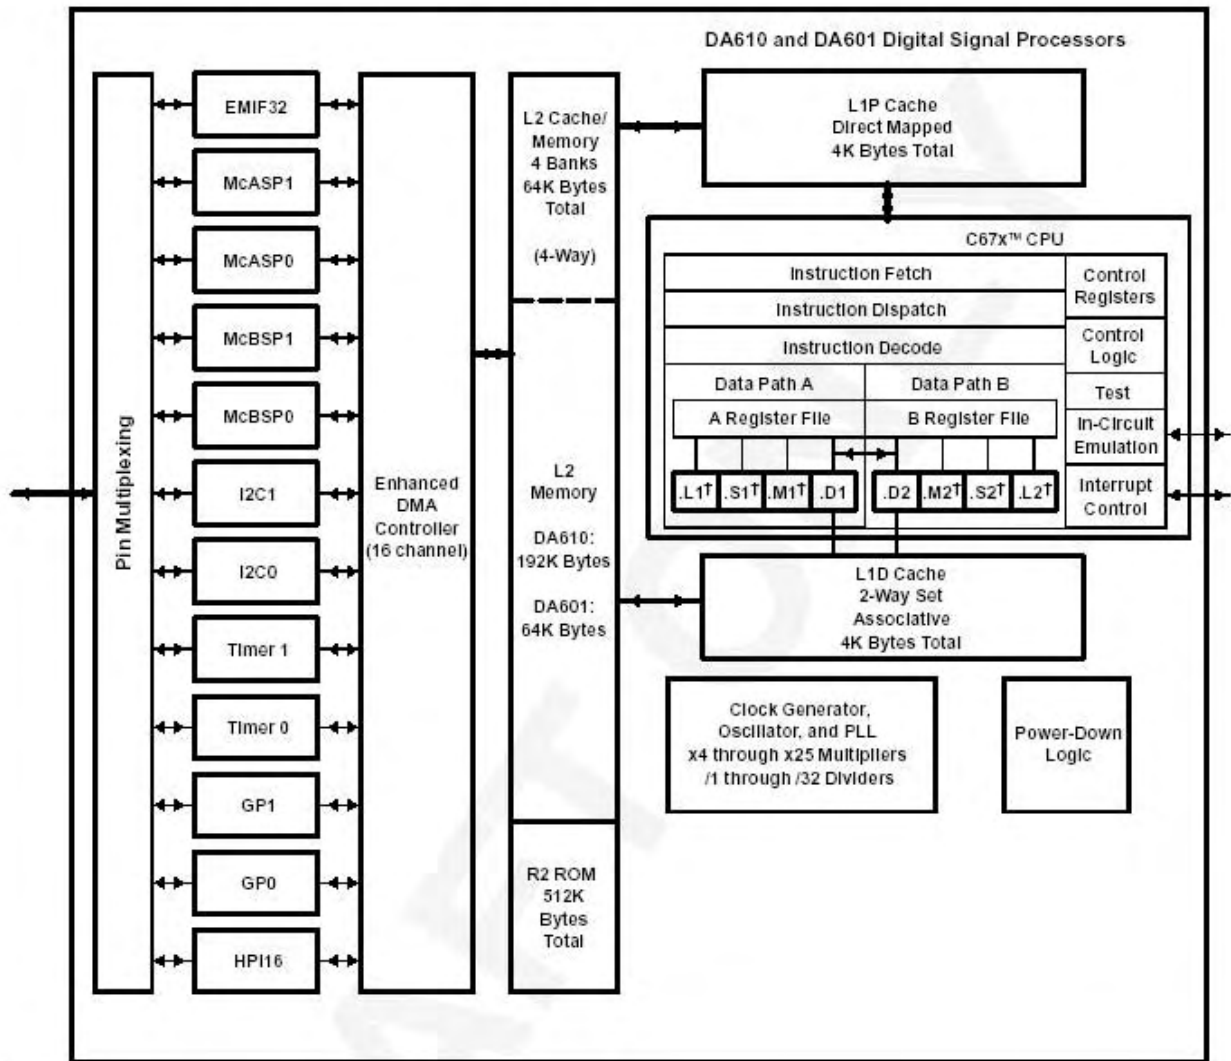 DA610 and DA601 Digital Signal Processors
Pin Multiplexing
EMIF32
McASP1
McASP0
McBSP1
McBSP0
I2C1
I2C0
Timer 1
Timer 0
GP1
GP0
HPI16
Enhanced
DMA
Controller
(16 channel)
L2 Cache/
Memory
4 Banks
64K Bytes
Total
(4-Way)
L2
Memory
DA610:
192K Bytes
DA601:
64K Bytes
R2 ROM
512K
Bytes
Total
L1P Cache
Direct Mapped
4K Bytes Total
C67x™ CPU
Instruction Fetch
Instruction Dispatch
Instruction Decode
Data Path A
Data Path B
A Register File
B Register File
.L1† .S1† .M1† .D1
.D2 .M2† .S2† .L2†
Control
Registers
Control
Logic
Test
In-Circuit
Emulation
Interrupt
Control
L1D Cache
2-Way Set
Associative
4K Bytes Total
Clock Generator,
Oscillator, and PLL
x4 through x25 Multipliers
/1 through /32 Dividers
Power-Down
Logic